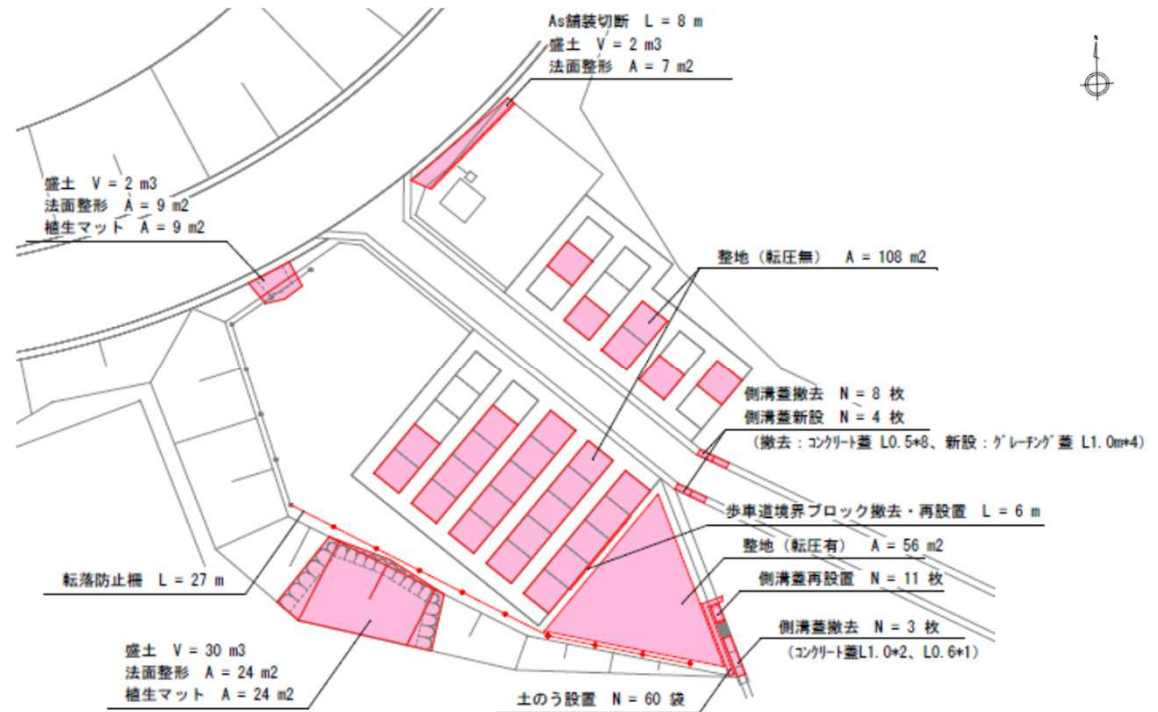 As舗装切断 L = 8 m
盛土 V = 2 m3
法面整形 A = 7 m2
盛土 V = 2 m3
法面整形 A = 9 m2
植生マット A = 9 m2
整地（転圧無） A = 108 m2
側溝蓋撤去 N = 8 枚
側溝蓋新設 N = 4 枚
（撤去：ｺﾝｸﾘｰﾄ蓋 L0.5*8、新設：ｸﾞﾚｰﾁﾝｸﾞ蓋 L1.0m*4）
歩車道境界ブロック撤去・再設置 L = 6 m
整地（転圧有） A = 56 m2
側溝蓋再設置 N = 11 枚
側溝蓋撤去 N = 3 枚
（ｺﾝｸﾘｰﾄ蓋L1.0*2、L0.6*1）
転落防止柵 L = 27 m
盛土 V = 30 m3
法面整形 A = 24 m2
植生マット A = 24 m2
土のう設置 N = 60 袋